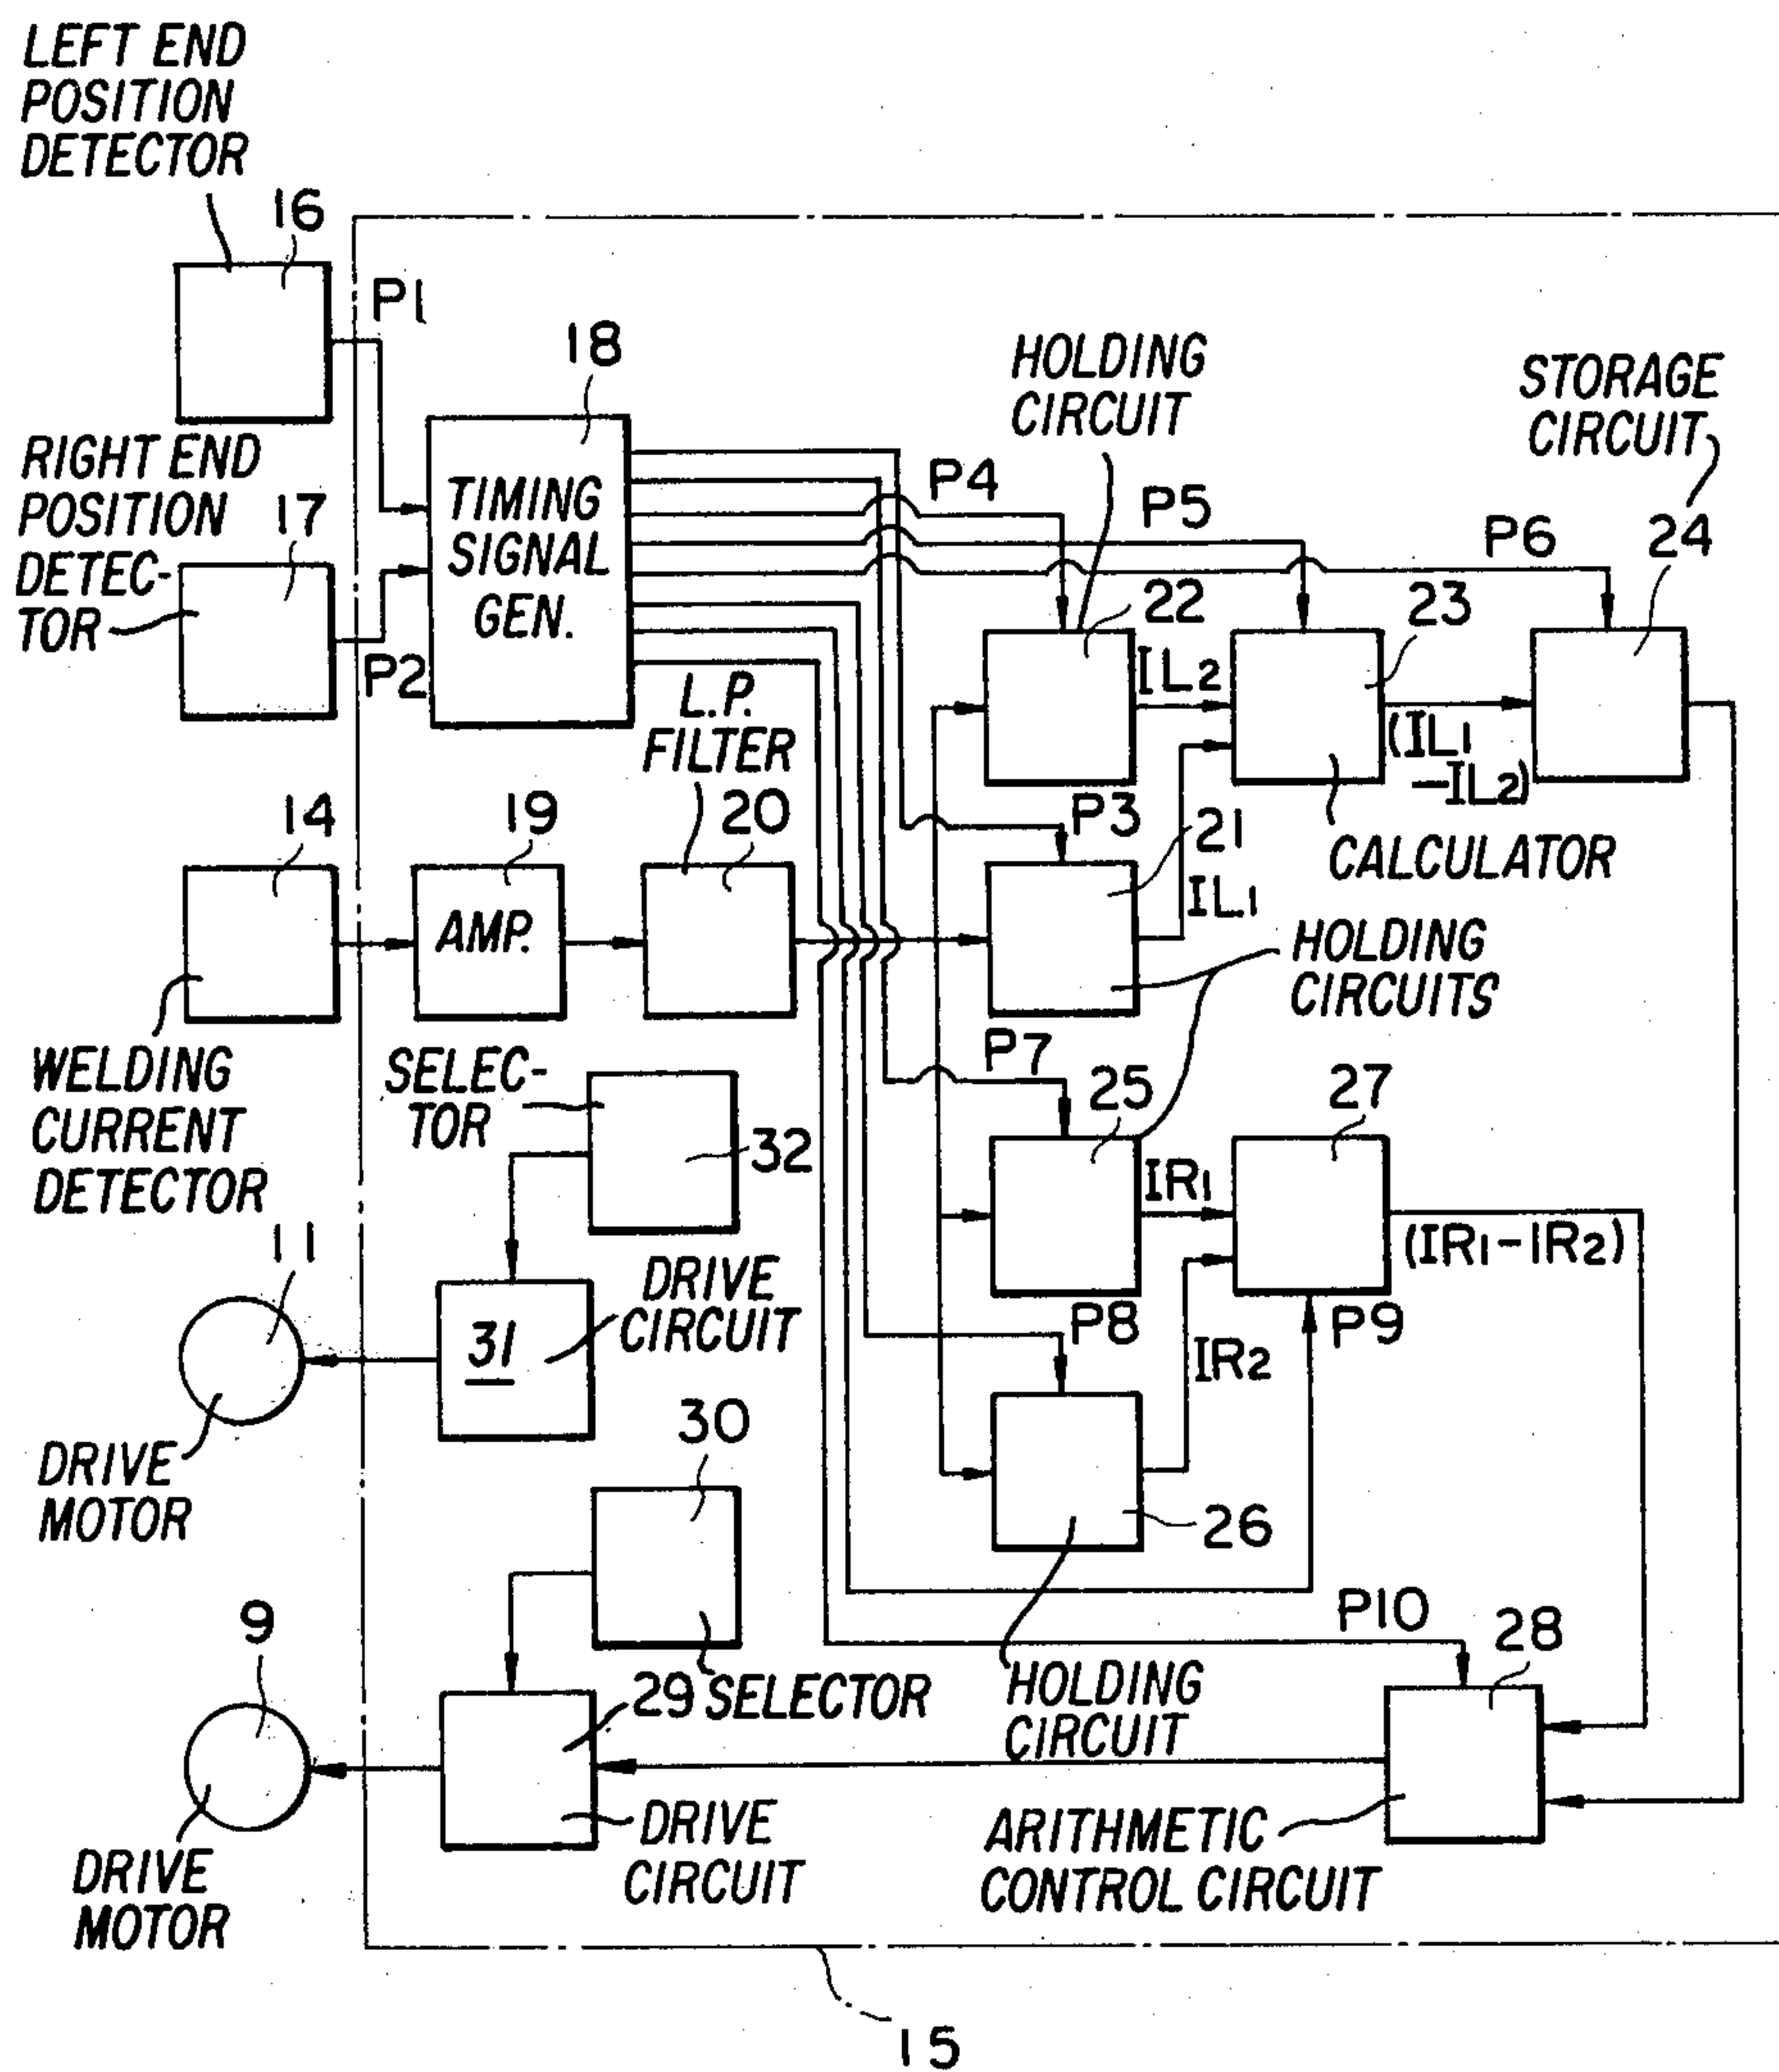 LEFT END
POSITION
DETECTOR
16
P1
RIGHT END
POSITION
DETEC-
TOR
17
P2
18
TIMING
SIGNAL
GEN.
HOLDING
CIRCUIT
STORAGE
CIRCUIT
P4
P5
P6
22
23
24
IL2
(IL1
-IL2)
L.P.
FILTER
14
19
AMP.
20
P3
21
IL1
CALCULATOR
HOLDING
CIRCUITS
WELDING
CURRENT
DETECTOR
SELEC-
TOR
32
P7
25
27
IR1
(IR1-IR2)
11
DRIVE
MOTOR
31
DRIVE
CIRCUIT
P8
P9
IR2
26
HOLDING
CIRCUIT
30
SELECTOR
P10
28
9
DRIVE
MOTOR
29
DRIVE
CIRCUIT
ARITHMETIC
CONTROL CIRCUIT
15